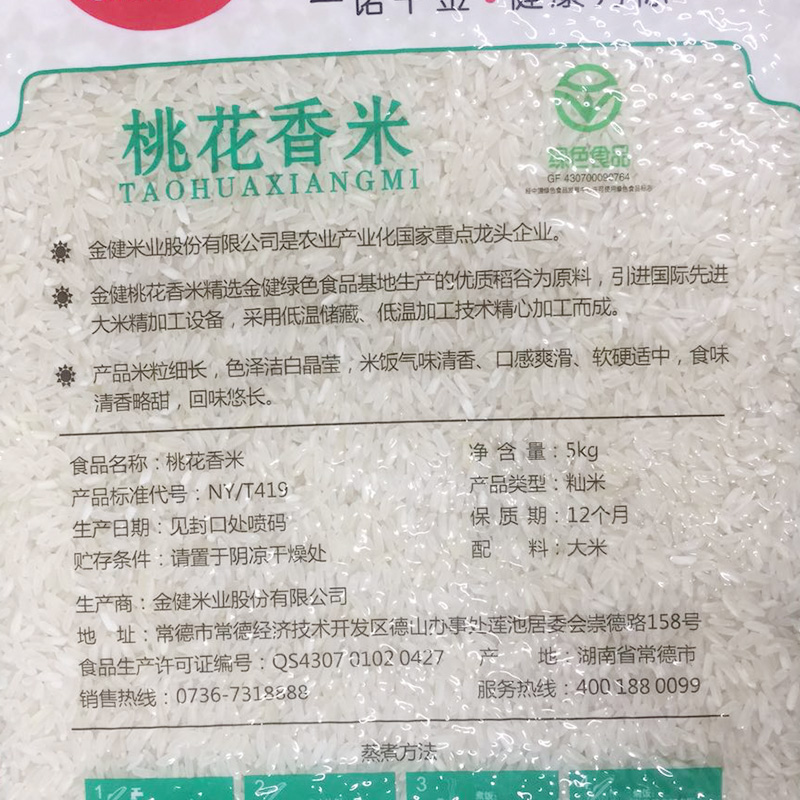 桃花香米
TAOHUAXIANGMI
绿色食品
GF 430700090764
金健米业股份有限公司是农业产业化国家重点龙头企业。
金健桃花香米精选金健绿色食品基地生产的优质稻谷为原料，引进国际先进
大米精加工设备，采用低温储藏、低温加工技术精心加工而成。
产品米粒细长，色泽洁白晶莹，米饭气味清香、口感爽滑、软硬适中，食味
清香略甜，回味悠长。
食品名称：桃花香米
净 含 量：5kg
产品标准代号：NY/T419
产品类型：籼米
生产日期：见封口处喷码
保 质 期：12个月
贮存条件：请置于阴凉干燥处
配 料：大米
生产商：金健米业股份有限公司
地 址：常德市常德经济技术开发区德山办事处莲池居委会崇德路158号
食品生产许可证编号：QS4307 0102 0427 产 地：湖南省常德市
销售热线：0736-7318888
服务热线：400 188 0099
蒸煮方法
1
2
3